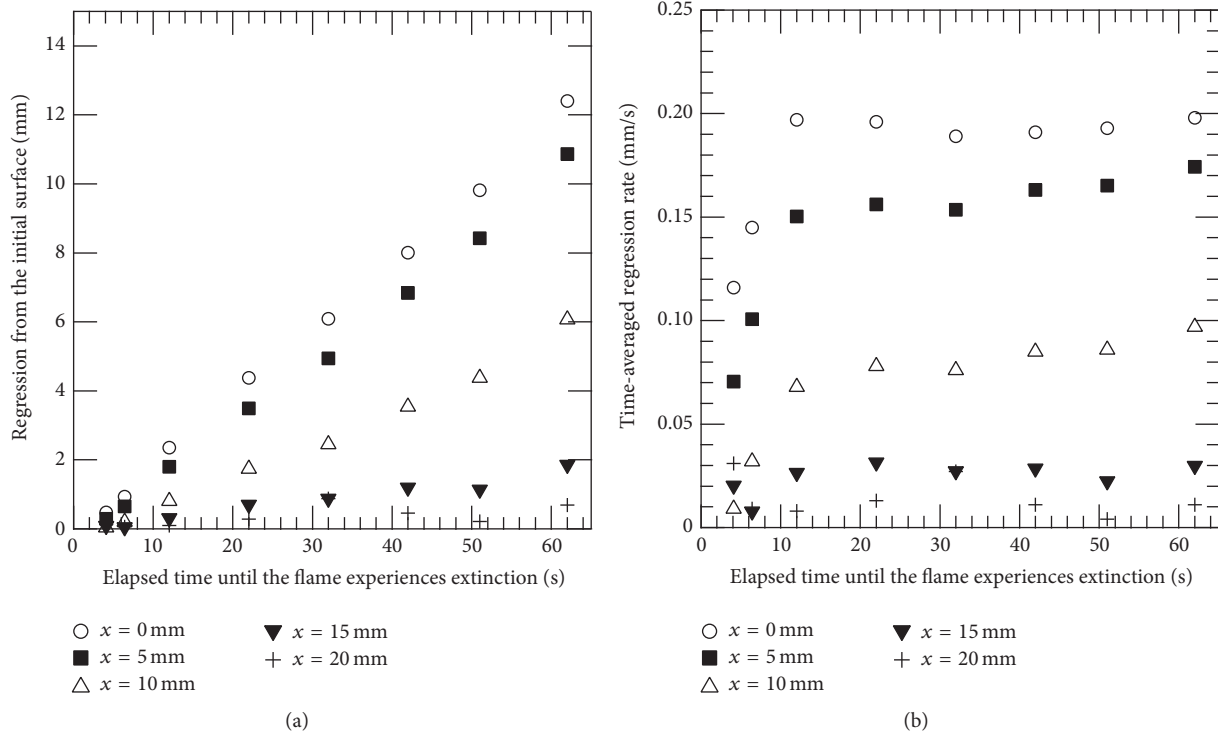 Regression from the initial surface (mm)
14
12
10
8
6
4
2
0
0 10 20 30 40 50 60
Elapsed time until the flame experiences extinction (s)
x = 0 mm
x = 5 mm
x = 10 mm
x = 15 mm
x = 20 mm
(a)
Time-averaged regression rate (mm/s)
0.25
0.20
0.15
0.10
0.05
0
0 10 20 30 40 50 60
Elapsed time until the flame experiences extinction (s)
x = 0 mm
x = 5 mm
x = 10 mm
x = 15 mm
x = 20 mm
(b)